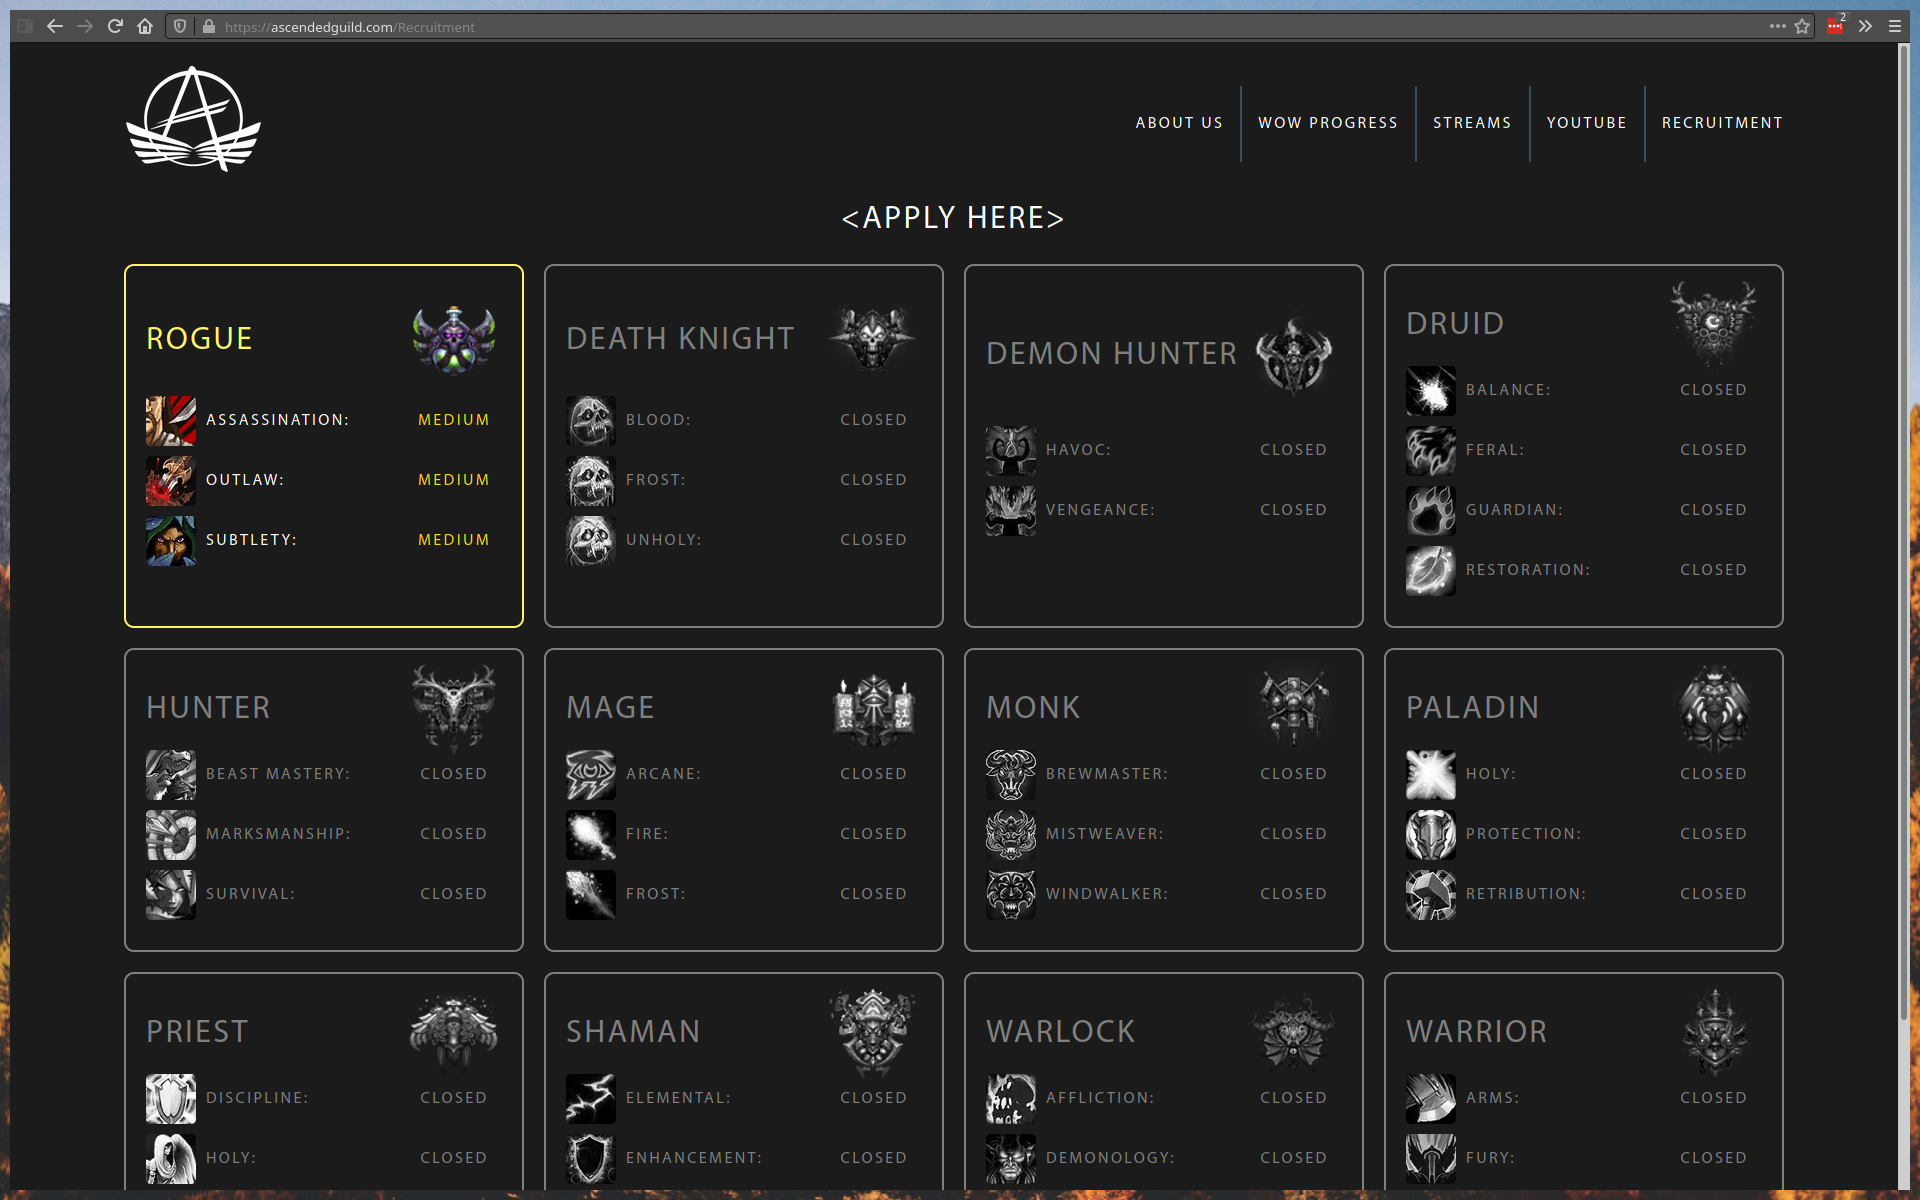 https://ascendedguild.com/Recruitment
2
ABOUT US
WOW PROGRESS
STREAMS
YOUTUBE
RECRUITMENT
<APPLY HERE>
ROGUE
ASSASSINATION: MEDIUM
OUTLAW: MEDIUM
SUBTLETY: MEDIUM
DEATH KNIGHT
BLOOD: CLOSED
FROST: CLOSED
UNHOLY: CLOSED
DEMON HUNTER
HAVOC: CLOSED
VENGEANCE: CLOSED
DRUID
BALANCE: CLOSED
FERAL: CLOSED
GUARDIAN: CLOSED
RESTORATION: CLOSED
HUNTER
BEAST MASTERY: CLOSED
MARKSMANSHIP: CLOSED
SURVIVAL: CLOSED
MAGE
ARCANE: CLOSED
FIRE: CLOSED
FROST: CLOSED
MONK
BREWMASTER: CLOSED
MISTWEAVER: CLOSED
WINDWALKER: CLOSED
PALADIN
HOLY: CLOSED
PROTECTION: CLOSED
RETRIBUTION: CLOSED
PRIEST
DISCIPLINE: CLOSED
HOLY: CLOSED
SHAMAN
ELEMENTAL: CLOSED
ENHANCEMENT: CLOSED
WARLOCK
AFFLICTION: CLOSED
DEMONOLOGY: CLOSED
WARRIOR
ARMS: CLOSED
FURY: CLOSED